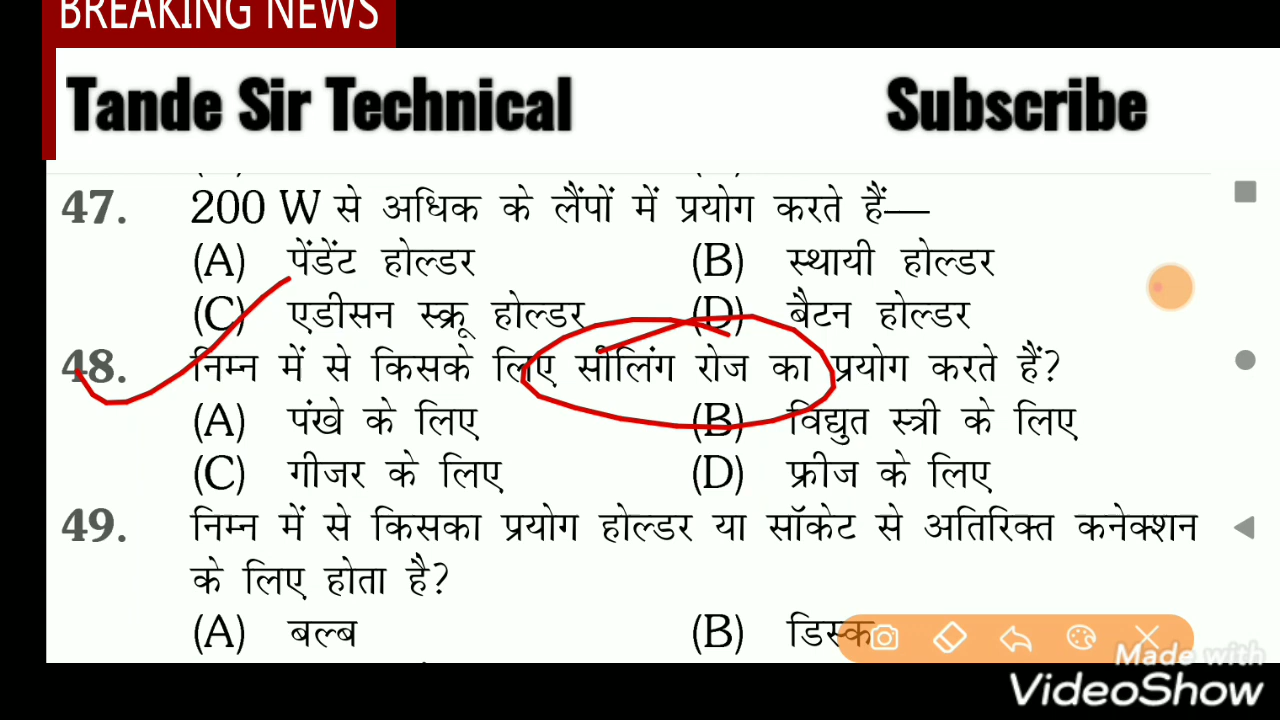 BREAKING NEWS
Tande Sir Technical Subscribe
47. 200 W से अधिक के लैंपों में प्रयोग करते हैं—
(A) पेंडेंट होल्डर (B) स्थायी होल्डर
(C) एडीसन स्क्रू होल्डर (D) बैटन होल्डर
48. निम्न में से किसके लिए सीलिंग रोज का प्रयोग करते हैं?
(A) पंखे के लिए (B) विद्युत स्त्री के लिए
(C) गीजर के लिए (D) फ्रीज के लिए
49. निम्न में से किसका प्रयोग होल्डर या सॉकेट से अतिरिक्त कनेक्शन
के लिए होता है?
(A) बल्ब (B) डिस्क
Made with
VideoShow